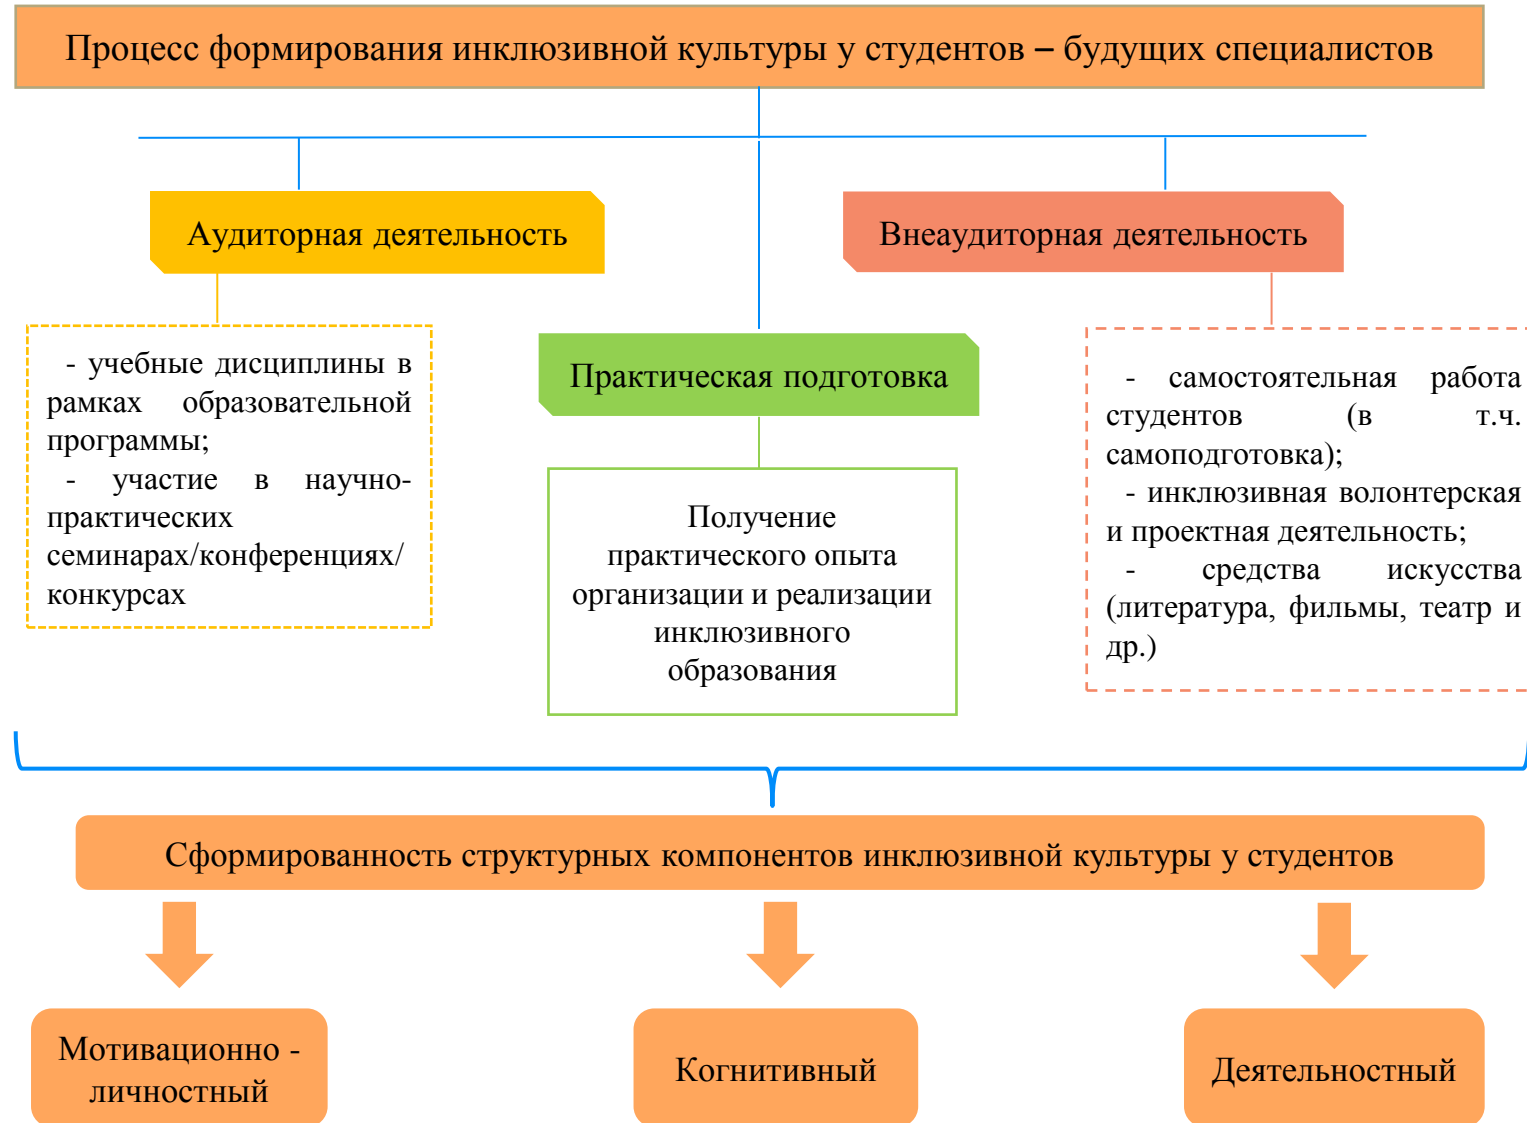 Процесс формирования инклюзивной культуры у студентов – будущих специалистов
Аудиторная деятельность
Внеаудиторная деятельность
- учебные дисциплины в
рамках образовательной
программы;
- участие в научно-
практических
семинарах/конференциях/
конкурсах
Практическая подготовка
Получение
практического опыта
организации и реализации
инклюзивного
образования
- самостоятельная работа
студентов (в т.ч.
самоподготовка);
- инклюзивная волонтерская
и проектная деятельность;
- средства искусства
(литература, фильмы, театр и
др.)
Сформированность структурных компонентов инклюзивной культуры у студентов
Мотивационно -
личностный
Когнитивный
Деятельностный